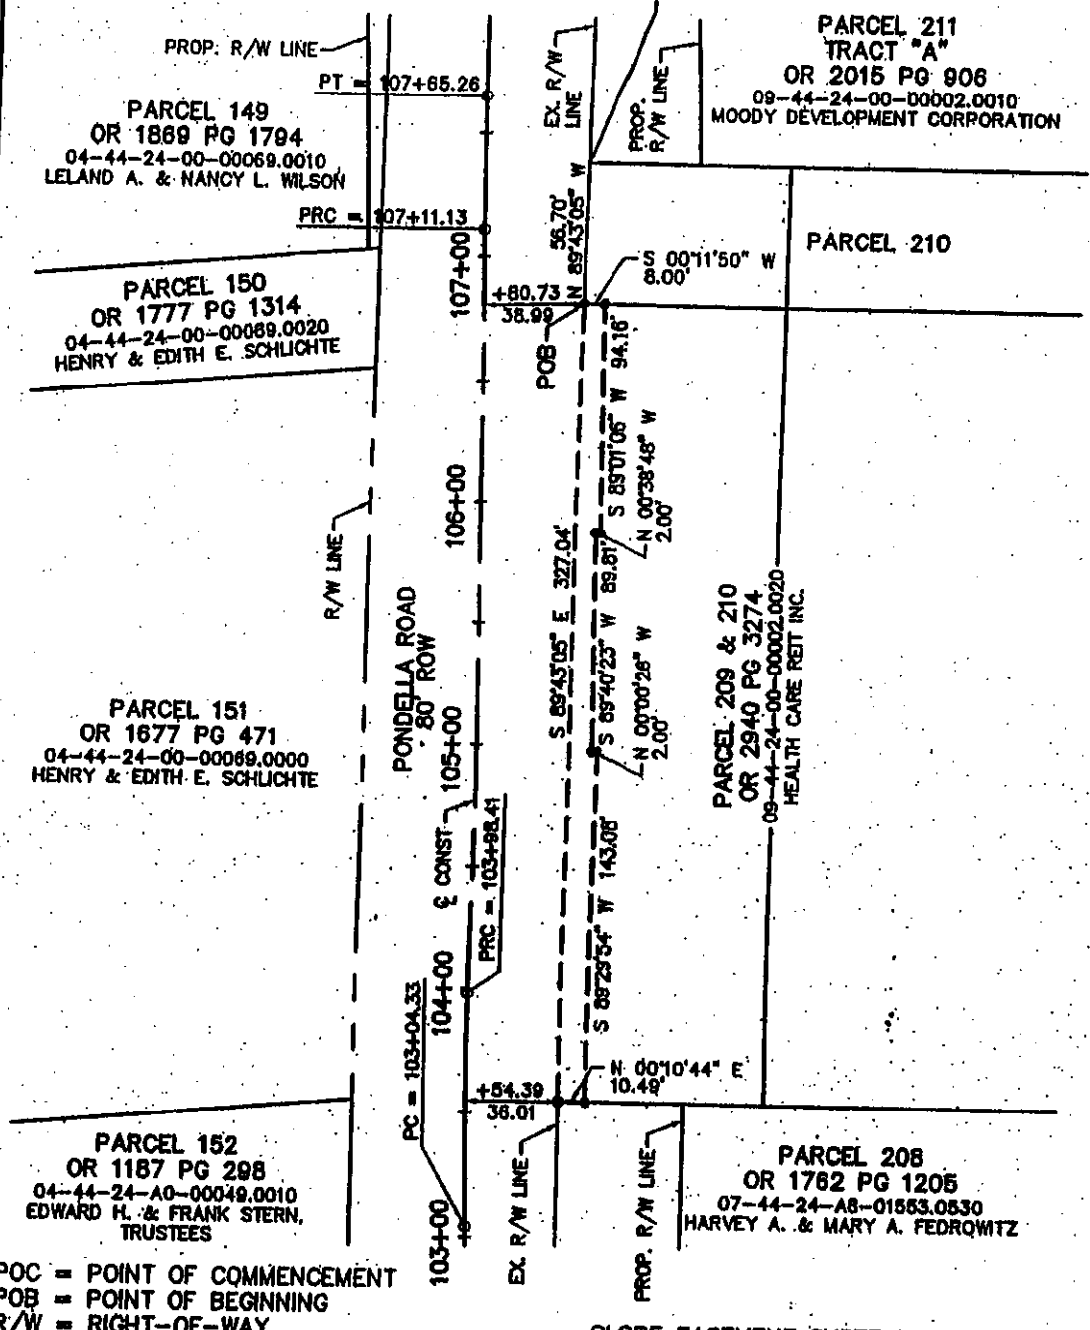 PROP. R/W LINE
PT = 107+65.26
PARCEL 149
OR 1869 PG 1794
04-44-24-00-00069.0010
LELAND A. & NANCY L. WILSON
PRC = 107+11.13
107+00
EX. R/W
LINE
PROP.
R/W LINE
PARCEL 211
TRACT "A"
OR 2015 PG 906
09-44-24-00-00002.0010
MOODY DEVELOPMENT CORPORATION
56.70'
N 89°43'05" W
S 00°11'50" W
8.00'
PARCEL 210
PARCEL 150
OR 1777 PG 1314
04-44-24-00-00069.0020
HENRY & EDITH E. SCHLICHTE
+80.73
38.99
POB
S 89°01'06" W 94.16'
N 00°38'48" W
2.00'
106+00
R/W LINE
PONDELLA ROAD
80' ROW
S 89°43'05" E 327.04'
S 89°40'23" W 89.81'
N 00°00'26" W
2.00'
PARCEL 209 & 210
OR 2940 PG 3274
09-44-24-00-00002.0020
HEALTH CARE REIT INC.
PARCEL 151
OR 1677 PG 471
04-44-24-00-00069.0000
HENRY & EDITH E. SCHLICHTE
105+00
℄ CONST
PRC = 103+98.41
S 89°29'54" W 143.08'
104+00
PC = 103+04.33
N 00°10'44" E
10.49'
+54.39
36.01
PARCEL 152
OR 1187 PG 298
04-44-24-A0-00049.0010
EDWARD H. & FRANK STERN,
TRUSTEES
103+00
EX. R/W LINE
PROP. R/W LINE
PARCEL 208
OR 1762 PG 1205
07-44-24-A8-01553.0530
HARVEY A. & MARY A. FEDROWITZ
POC = POINT OF COMMENCEMENT
POB = POINT OF BEGINNING
R/W = RIGHT-OF-WAY